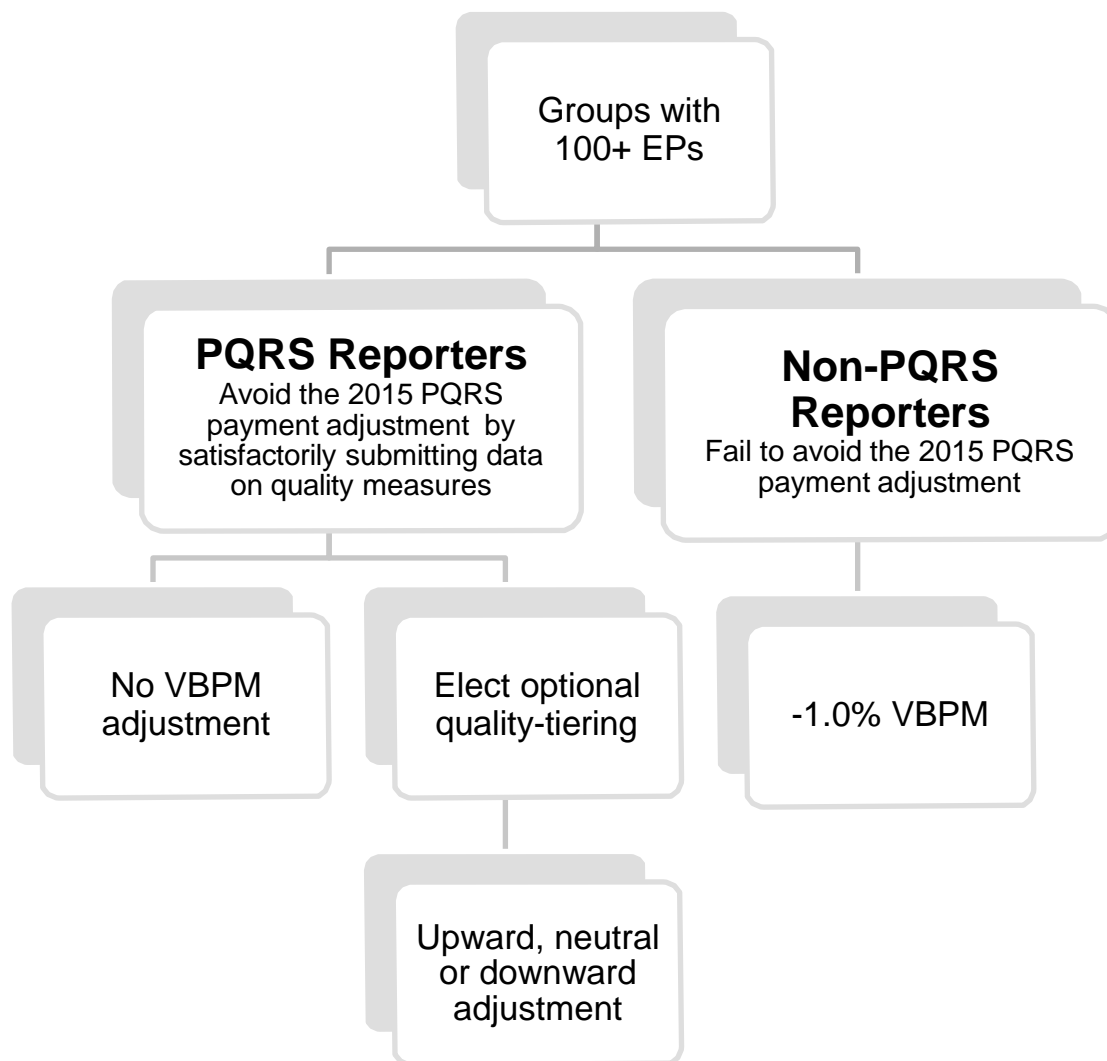 Groups with
100+ EPs
PQRS Reporters
Avoid the 2015 PQRS
payment adjustment by
satisfactorily submitting data
on quality measures
Non-PQRS
Reporters
Fail to avoid the 2015 PQRS
payment adjustment
No VBPM
adjustment
Elect optional
quality-tiering
-1.0% VBPM
Upward, neutral
or downward
adjustment